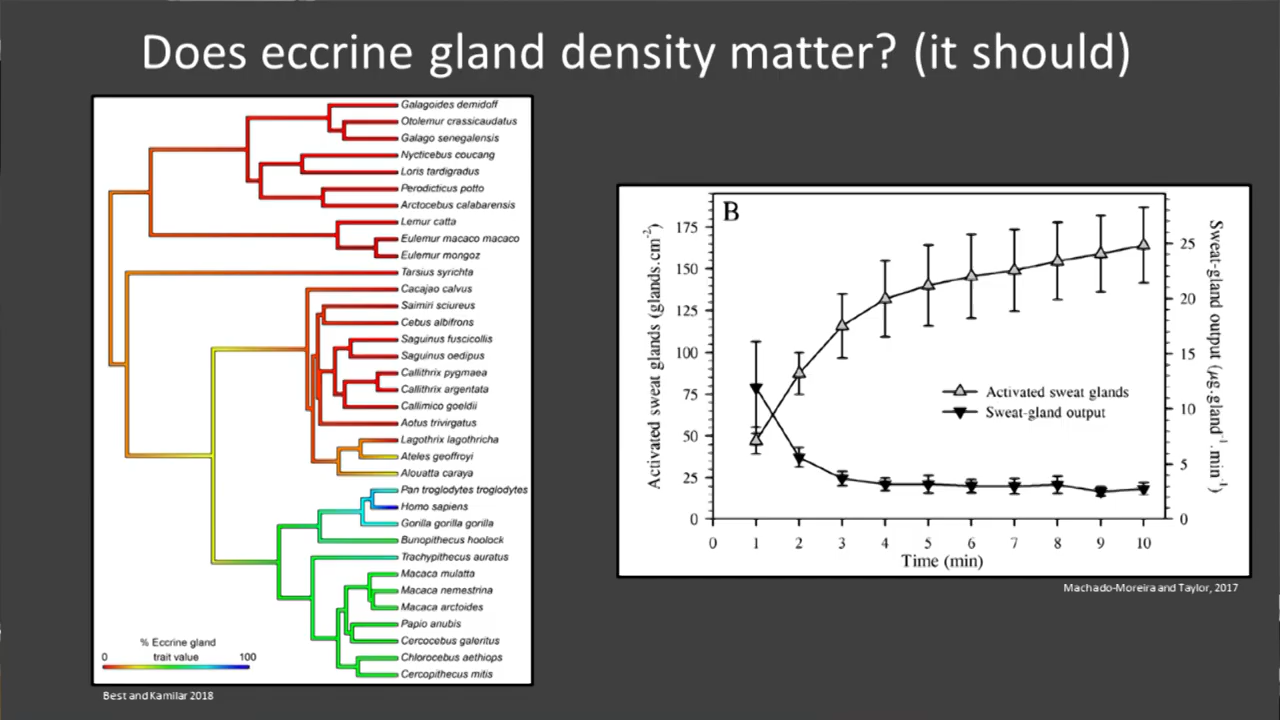 Does eccrine gland density matter? (it should)
Galagoides demidoff
Otolemur crassicaudatus
Galago senegalensis
Nycticebus coucang
Loris tardigradus
Perodicticus potto
Arctocebus calabarensis
Lemur catta
Eulemur macaco macaco
Eulemur mongoz
Tarsius syrichta
Cacajao calvus
Saimiri sciureus
Cebus albifrons
Saguinus fuscicollis
Saguinus oedipus
Callithrix pygmaea
Callithrix argentata
Callimico goeldii
Aotus trivirgatus
Lagothrix lagothricha
Ateles geoffroyi
Alouatta caraya
Pan troglodytes troglodytes
Homo sapiens
Gorilla gorilla gorilla
Bunopithecus hoolock
Trachypithecus auratus
Macaca mulatta
Macaca nemestrina
Macaca arctoides
Papio anubis
Cercocebus galeritus
Chlorocebus aethiops
Cercopithecus mitis
% Eccrine gland
0 trait value 100
Best and Kamilar 2018
B
Activated sweat glands (glands.cm⁻²)
175
150
125
100
75
50
25
0
Activated sweat glands
Sweat-gland output
25
20
15
10
5
0
Sweat-gland output (μg.gland⁻¹.min⁻¹)
0 1 2 3 4 5 6 7 8 9 10
Time (min)
Machado-Moreira and Taylor, 2017